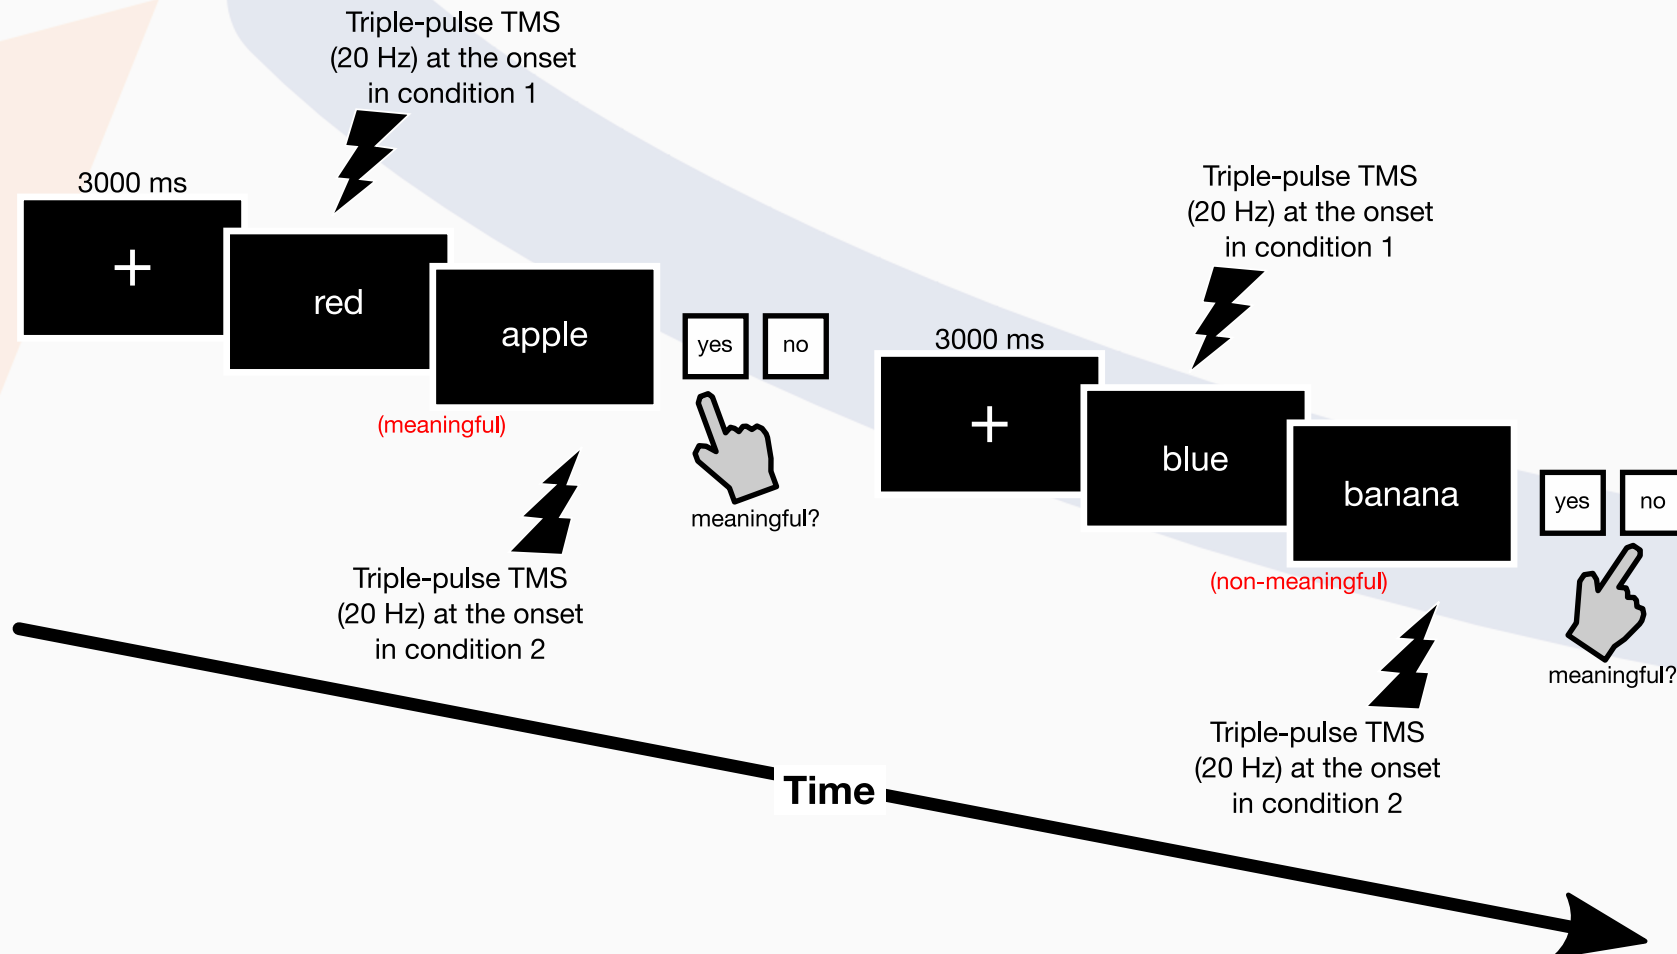 Triple-pulse TMS
(20 Hz) at the onset
in condition 1
3000 ms
+
red
apple
(meaningful)
yes
no
meaningful?
Triple-pulse TMS
(20 Hz) at the onset
in condition 2
Triple-pulse TMS
(20 Hz) at the onset
in condition 1
3000 ms
+
blue
banana
(non-meaningful)
yes
no
meaningful?
Triple-pulse TMS
(20 Hz) at the onset
in condition 2
Time